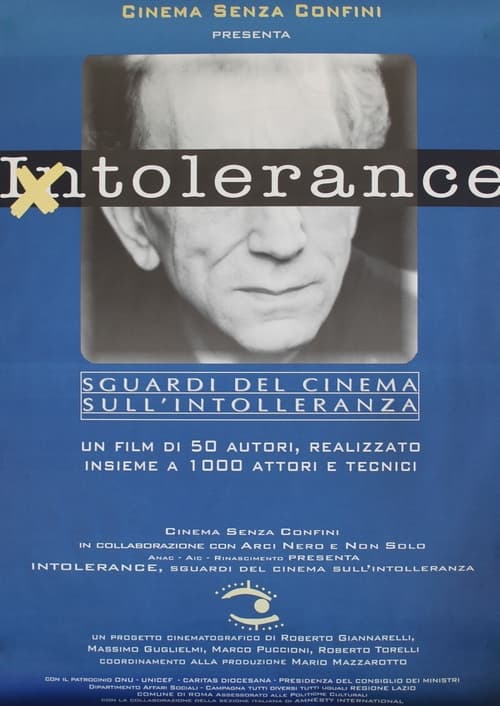 Cinema Senza Confini
presenta
Intolerance
SGUARDI DEL CINEMA
SULL'INTOLLERANZA
UN FILM DI 50 AUTORI, REALIZZATO
INSIEME A 1000 ATTORI E TECNICI
Cinema Senza Confini
in collaborazione con Arci Nero e Non Solo
Anac - Aic - Rinascimento PRESENTA
INTOLERANCE, sguardi del cinema sull'intolleranza
un progetto cinematografico di Roberto Giannarelli,
Massimo Guglielmi, Marco Puccioni, Roberto Torelli
coordinamento alla produzione Mario Mazzarotto
con il patrocinio ONU - UNICEF - Caritas Diocesana - Presidenza del Consiglio dei Ministri
Dipartimento Affari Sociali - Campagna tutti diversi tutti uguali Regione Lazio
Comune di Roma Assessorato alle Politiche Culturali
con la collaborazione della sezione italiana di Amnesty International